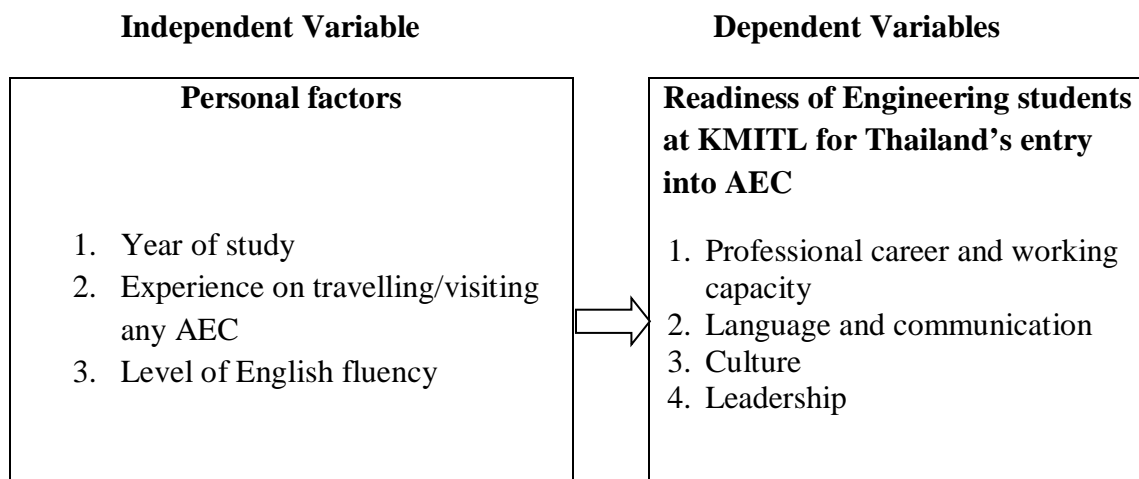 Independent Variable
Dependent Variables
Personal factors
1. Year of study
2. Experience on travelling/visiting
any AEC
3. Level of English fluency
Readiness of Engineering students
at KMITL for Thailand’s entry
into AEC
1. Professional career and working
capacity
2. Language and communication
3. Culture
4. Leadership